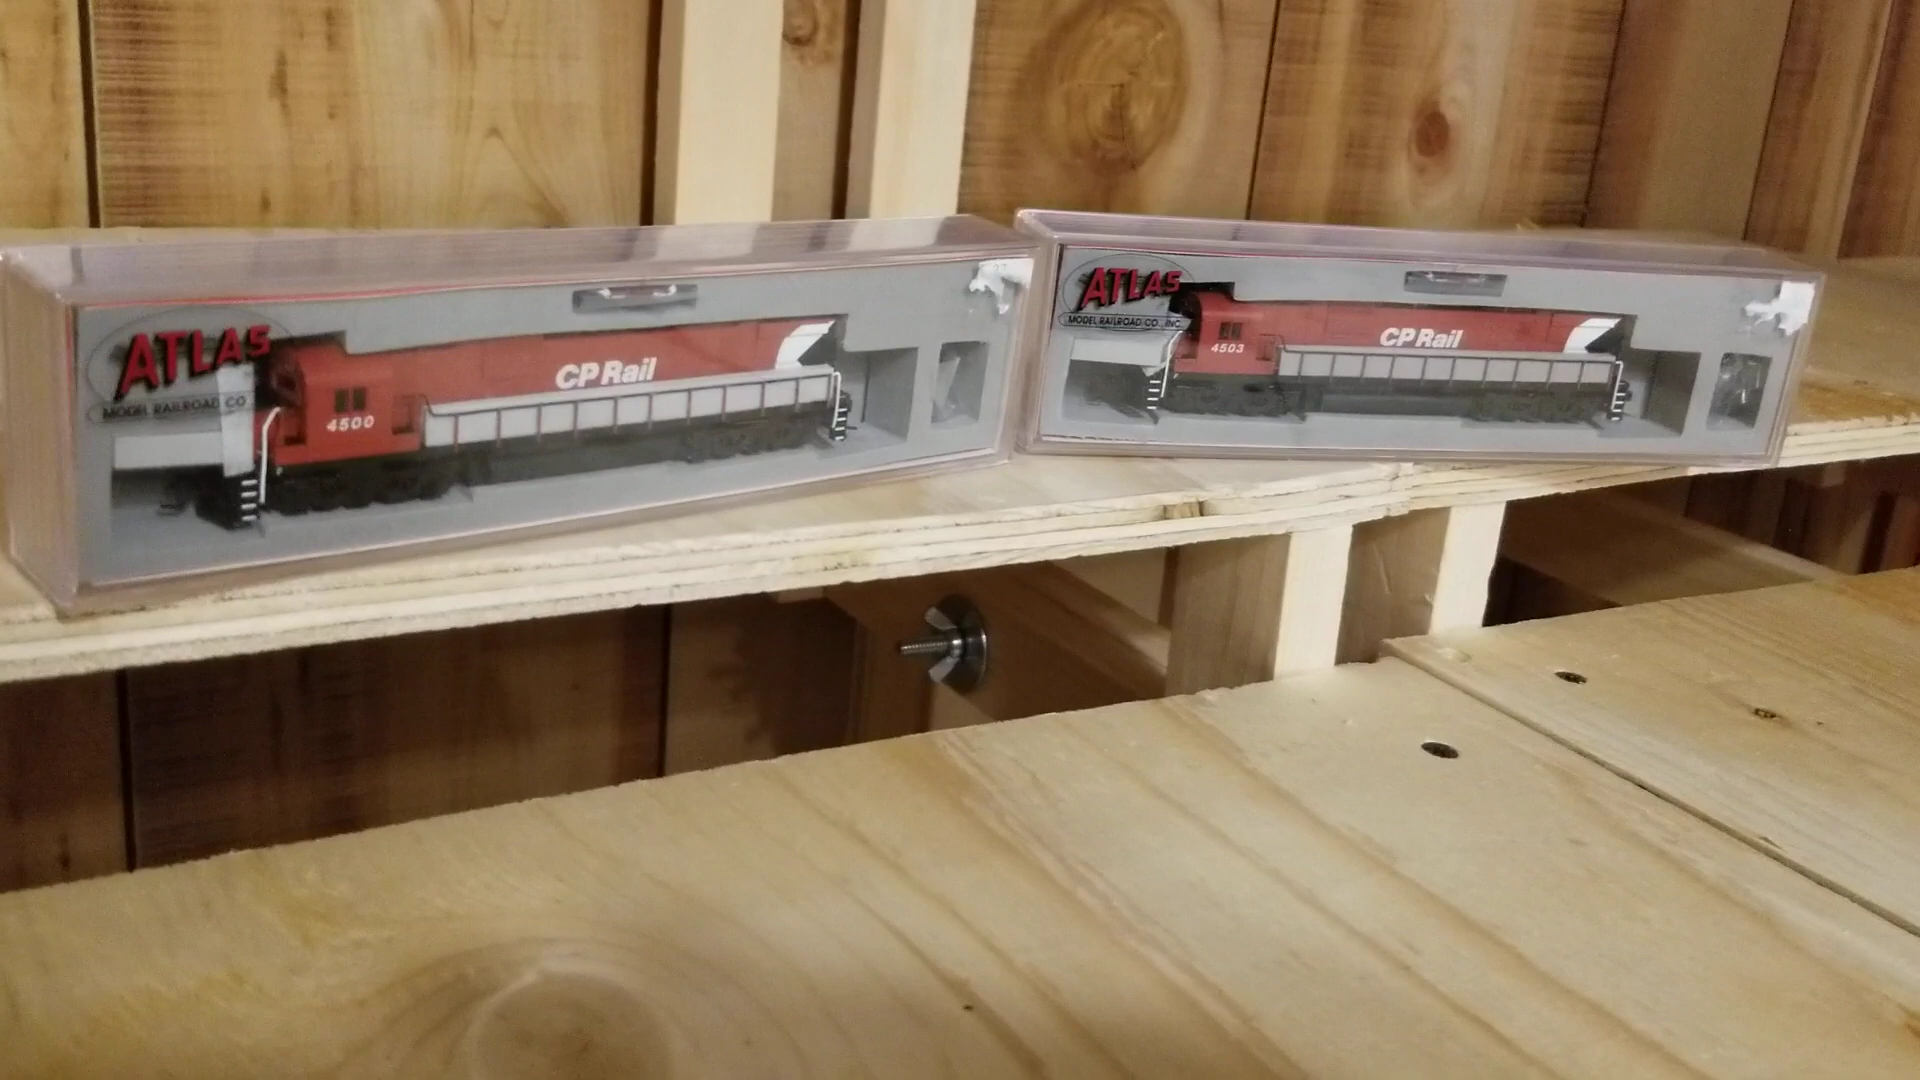 ATLAS
MODEL RAILROAD CO
CP Rail
4500
ATLAS
MODEL RAILROAD CO., INC.
CP Rail
4503